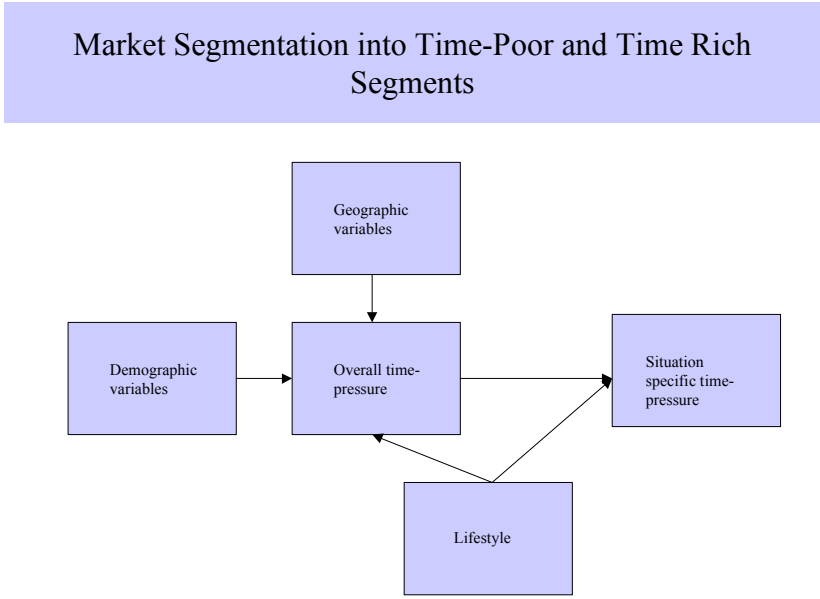 Market Segmentation into Time-Poor and Time Rich
Segments
Geographic
variables
Demographic
variables
Overall time-
pressure
Situation
specific time-
pressure
Lifestyle